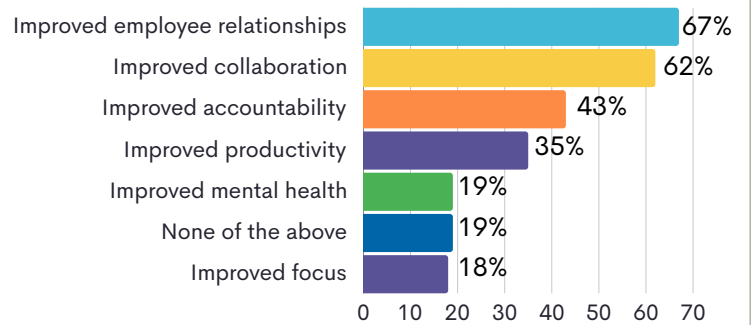 Improved employee relationships 67%
Improved collaboration 62%
Improved accountability 43%
Improved productivity 35%
Improved mental health 19%
None of the above 19%
Improved focus 18%
0 10 20 30 40 50 60 70